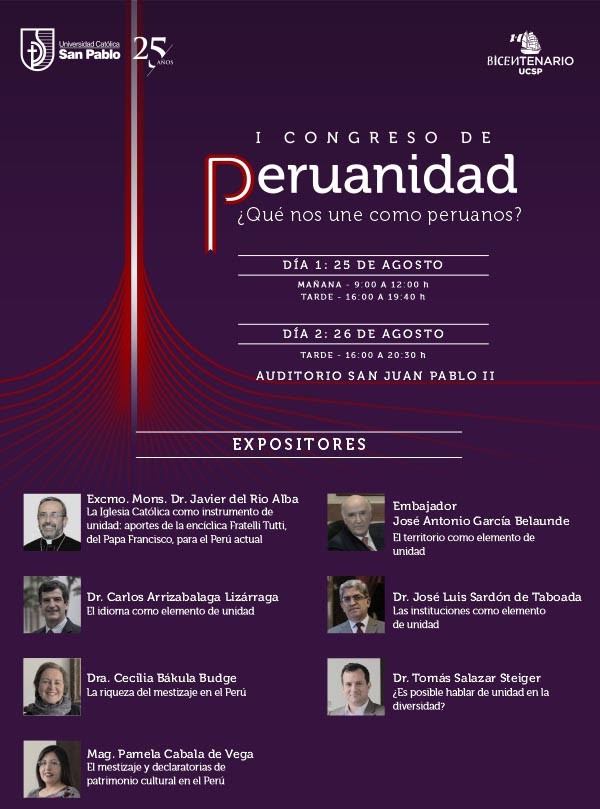 Universidad Católica
San Pablo
25
AÑOS
BICENTENARIO
UCSP
I CONGRESO DE
Peruanidad
¿Qué nos une como peruanos?
DÍA 1: 25 DE AGOSTO
MAÑANA - 9:00 A 12:00 h
TARDE - 16:00 A 19:40 h
DÍA 2: 26 DE AGOSTO
TARDE - 16:00 A 20:30 h
AUDITORIO SAN JUAN PABLO II
EXPOSITORES
Excmo. Mons. Dr. Javier del Rio Alba
La Iglesia Católica como instrumento de
unidad: aportes de la encíclica Fratelli Tutti,
del Papa Francisco, para el Perú actual
Embajador
José Antonio García Belaunde
El territorio como elemento de
unidad
Dr. Carlos Arrizabalaga Lizárraga
El idioma como elemento de unidad
Dr. José Luis Sardón de Taboada
Las instituciones como elemento
de unidad
Dra. Cecilia Bákula Budge
La riqueza del mestizaje en el Perú
Dr. Tomás Salazar Steiger
¿Es posible hablar de unidad en la
diversidad?
Mag. Pamela Cabala de Vega
El mestizaje y declaratorias de
patrimonio cultural en el Perú